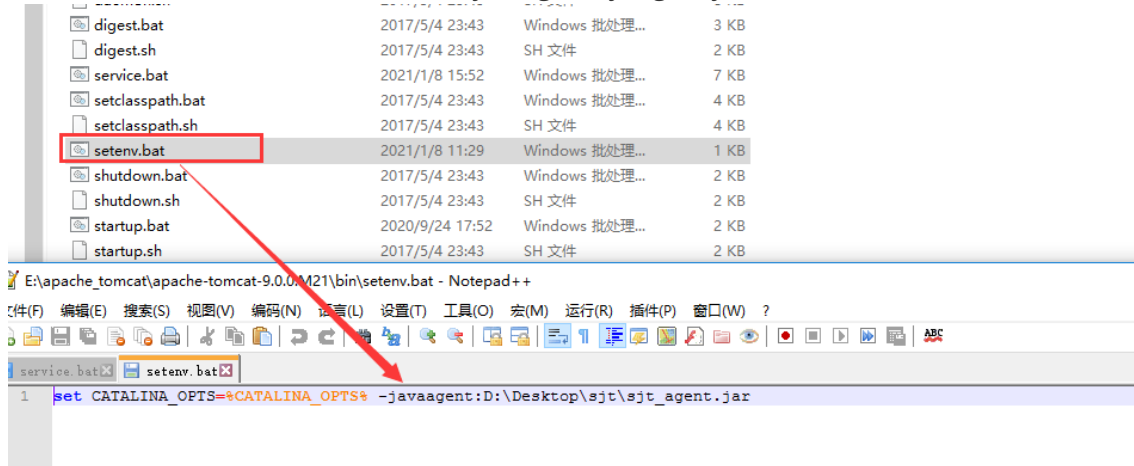 digest.bat 2017/5/4 23:43 Windows 批处理... 3 KB
digest.sh 2017/5/4 23:43 SH 文件 2 KB
service.bat 2021/1/8 15:52 Windows 批处理... 7 KB
setclasspath.bat 2017/5/4 23:43 Windows 批处理... 4 KB
setclasspath.sh 2017/5/4 23:43 SH 文件 4 KB
setenv.bat 2021/1/8 11:29 Windows 批处理... 1 KB
shutdown.bat 2017/5/4 23:43 Windows 批处理... 2 KB
shutdown.sh 2017/5/4 23:43 SH 文件 2 KB
startup.bat 2020/9/24 17:52 Windows 批处理... 2 KB
startup.sh 2017/5/4 23:43 SH 文件 2 KB
E:\apache_tomcat\apache-tomcat-9.0.0.M21\bin\setenv.bat - Notepad++
文件(F) 编辑(E) 搜索(S) 视图(V) 编码(N) 语言(L) 设置(T) 工具(O) 宏(M) 运行(R) 插件(P) 窗口(W) ?
ABC
service.bat setenv.bat
1 set CATALINA_OPTS=%CATALINA_OPTS% -javaagent:D:\Desktop\sjt\sjt_agent.jar